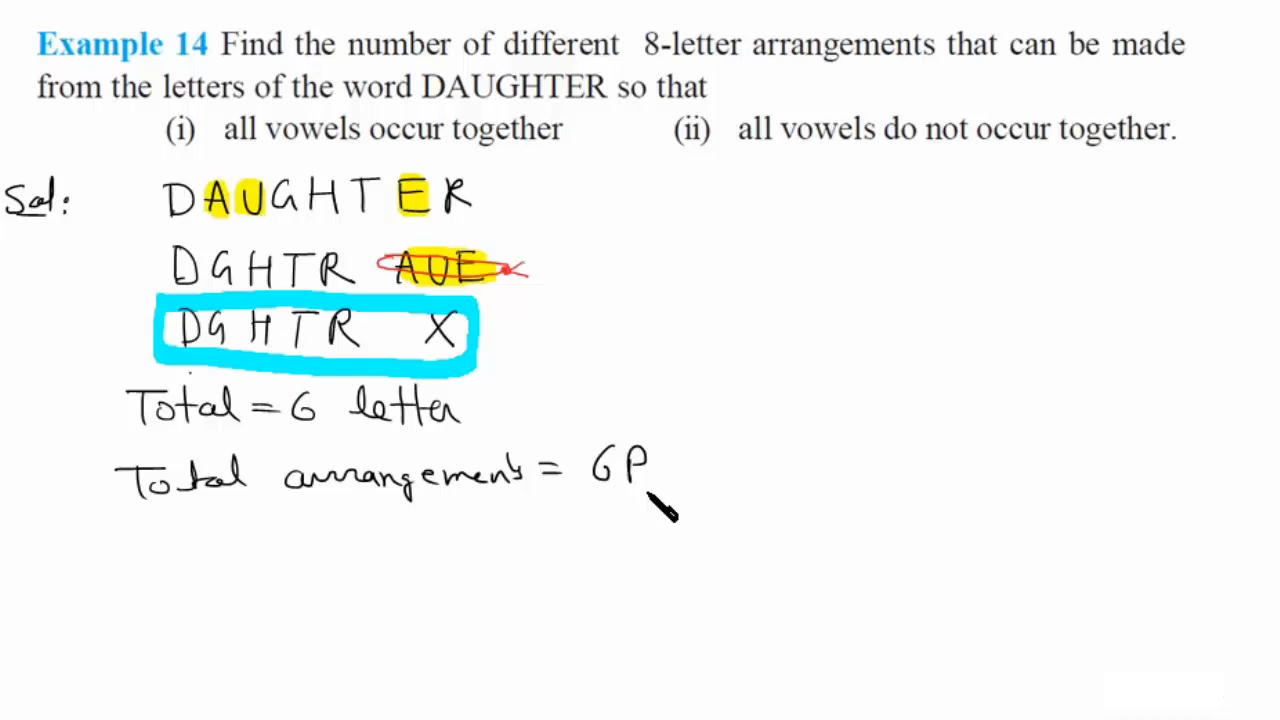 Example 14 Find the number of different 8-letter arrangements that can be made
from the letters of the word DAUGHTER so that
(i) all vowels occur together (ii) all vowels do not occur together.
Sol: DAUGHTER
DGHTR AUE
DGHTR X
Total = 6 letter
Total arrangements = 6P